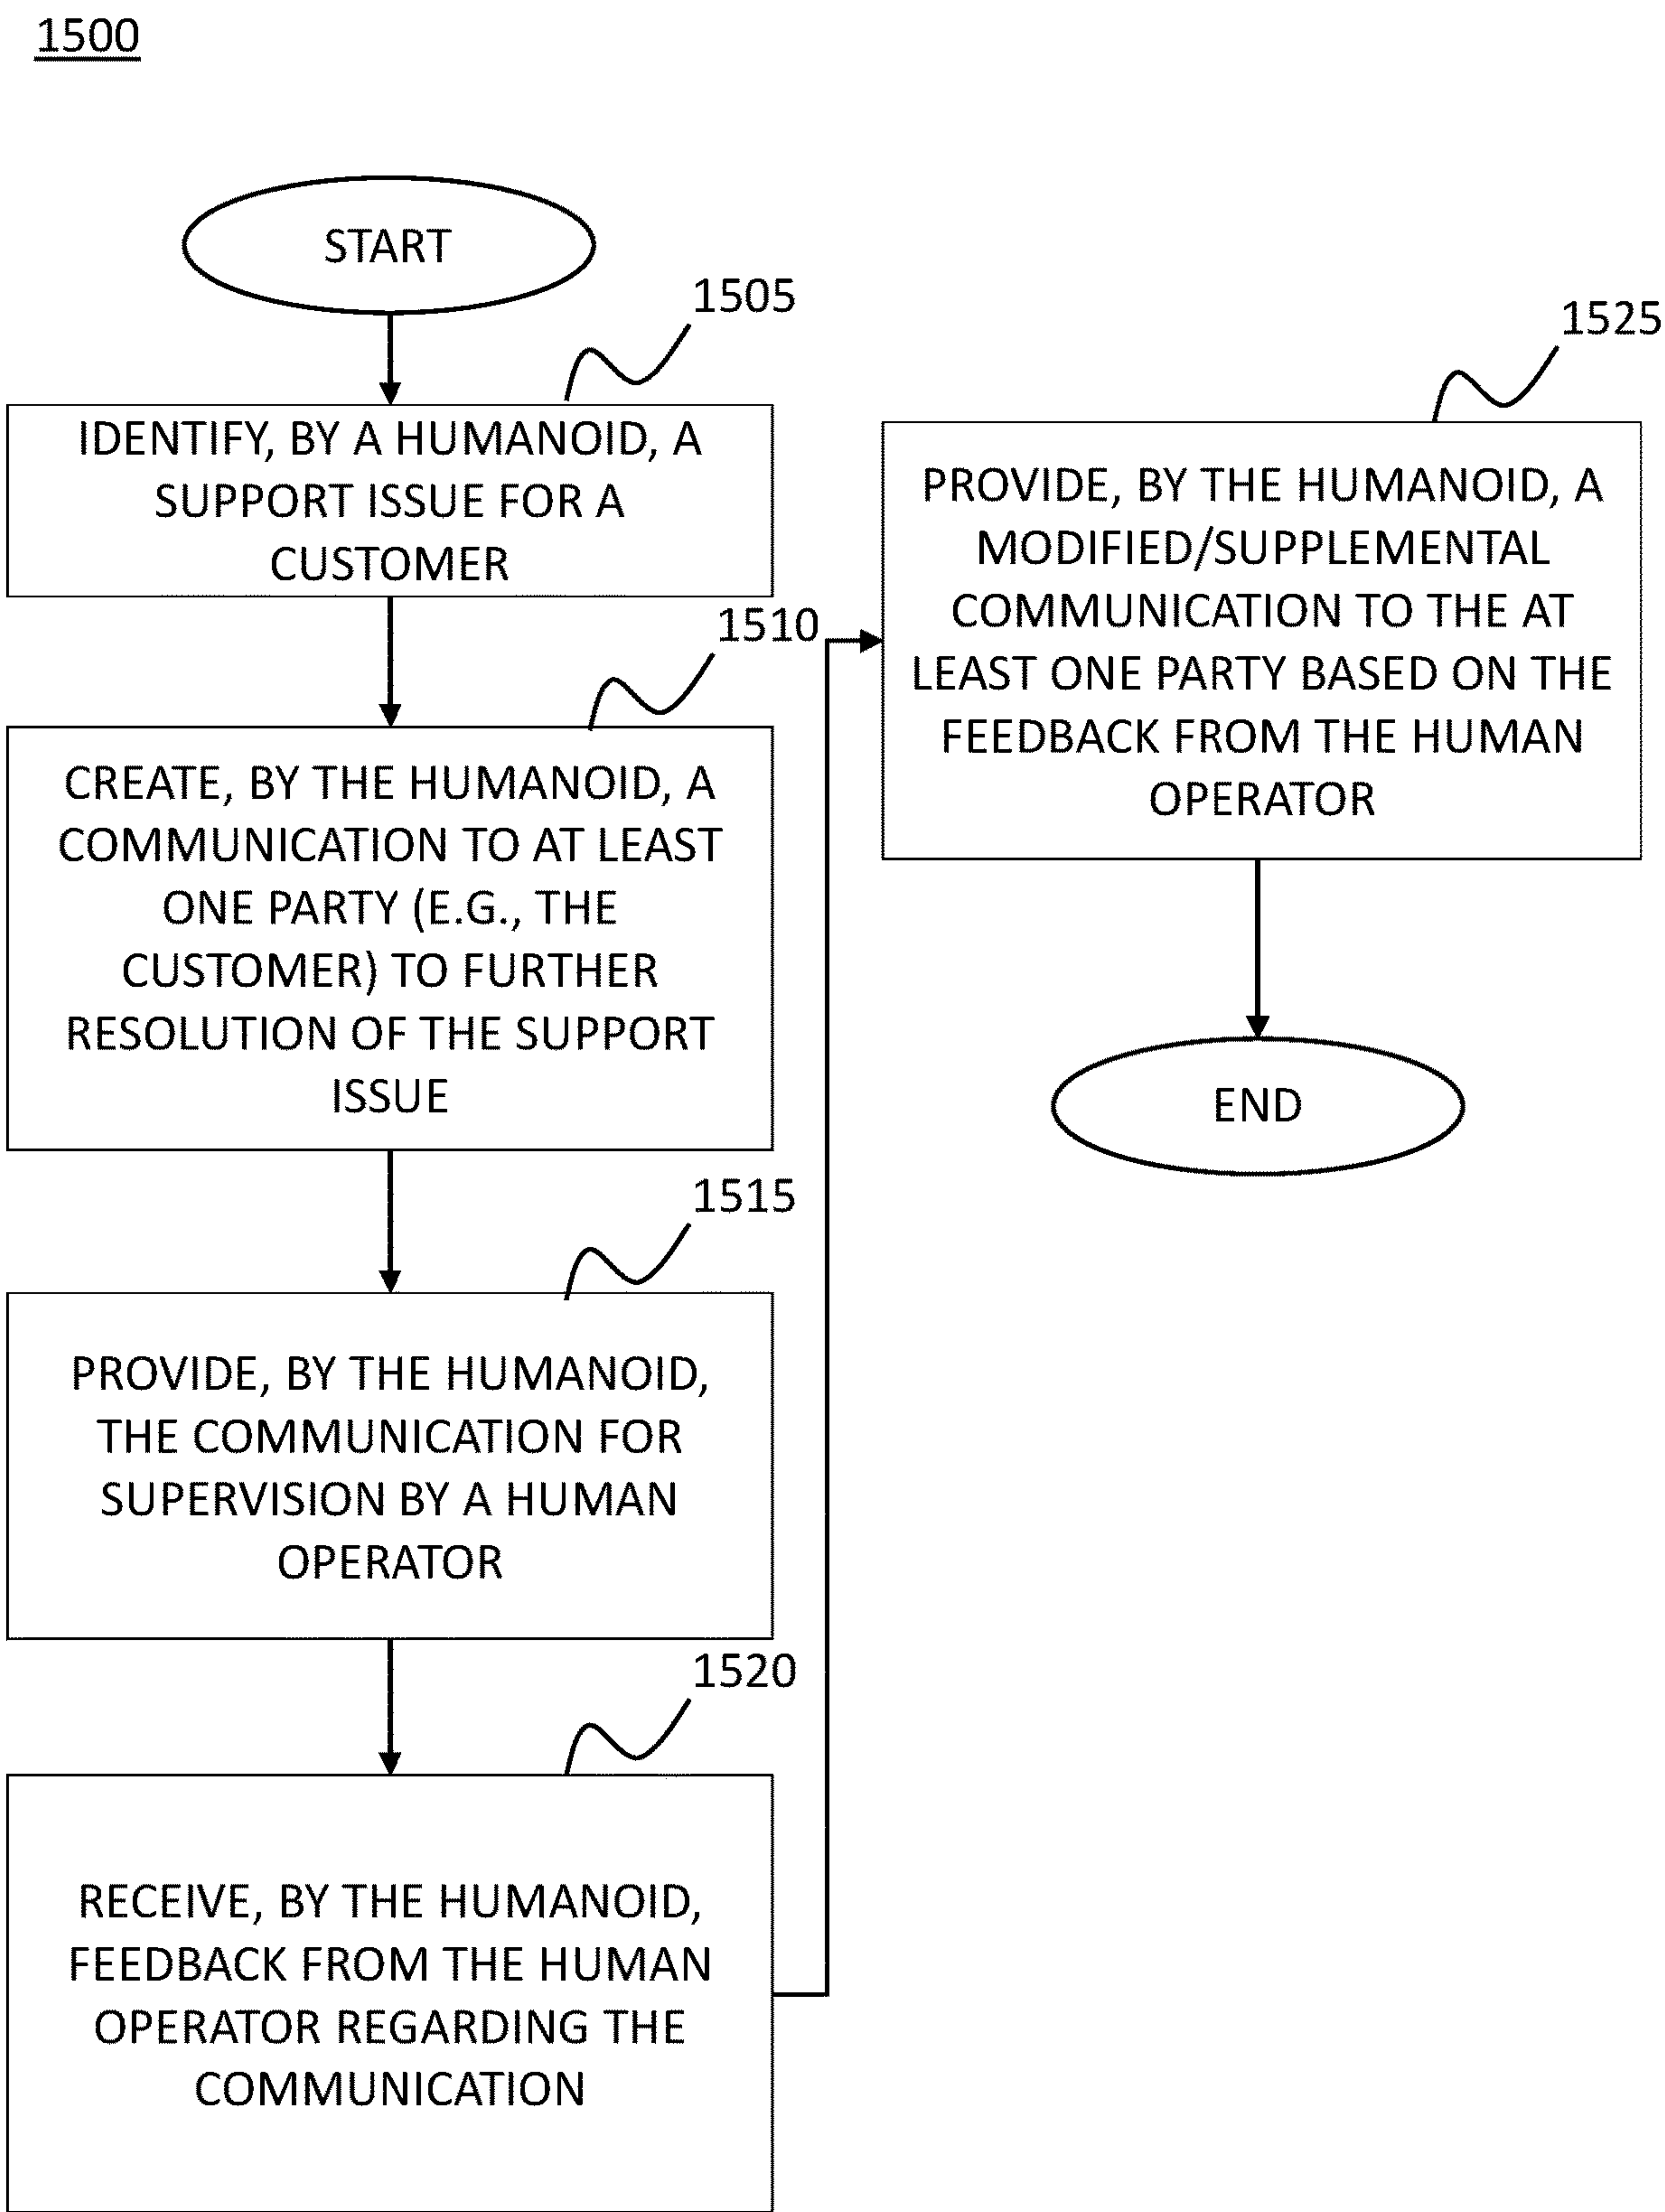 1500
START
1505
IDENTIFY, BY A HUMANOID, A
SUPPORT ISSUE FOR A
CUSTOMER
1510
CREATE, BY THE HUMANOID, A
COMMUNICATION TO AT LEAST
ONE PARTY (E.G., THE
CUSTOMER) TO FURTHER
RESOLUTION OF THE SUPPORT
ISSUE
1515
PROVIDE, BY THE HUMANOID,
THE COMMUNICATION FOR
SUPERVISION BY A HUMAN
OPERATOR
1520
RECEIVE, BY THE HUMANOID,
FEEDBACK FROM THE HUMAN
OPERATOR REGARDING THE
COMMUNICATION
1525
PROVIDE, BY THE HUMANOID, A
MODIFIED/SUPPLEMENTAL
COMMUNICATION TO THE AT
LEAST ONE PARTY BASED ON THE
FEEDBACK FROM THE HUMAN
OPERATOR
END